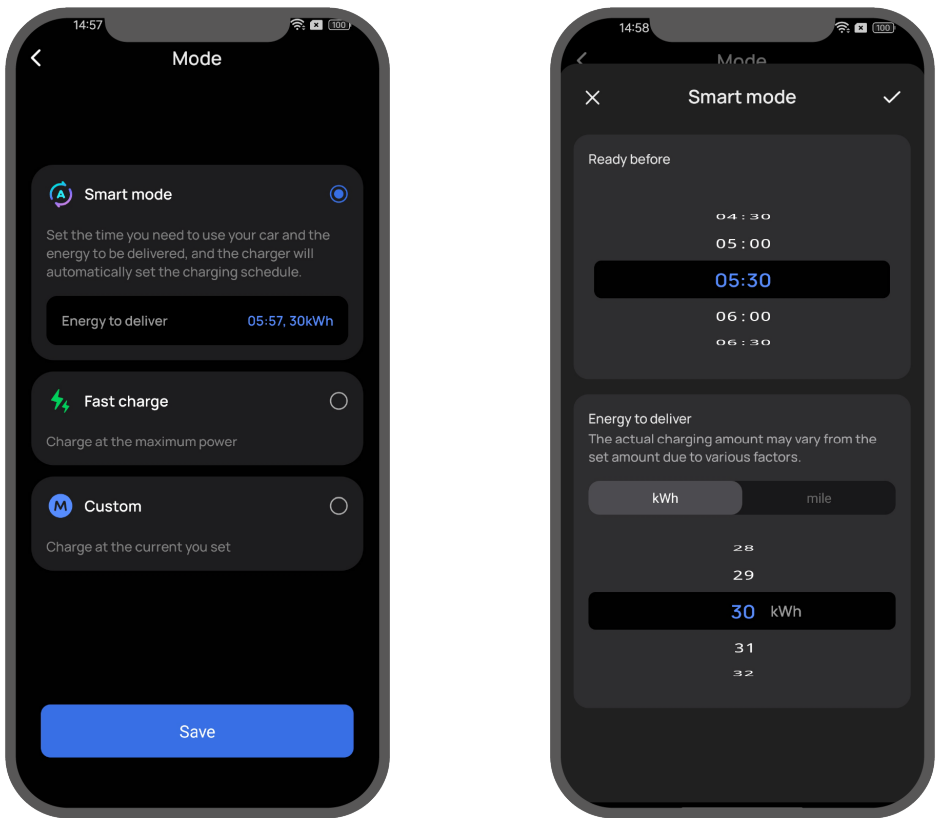 14:57
100
Mode
A
Smart mode
Set the time you need to use your car and the
energy to be delivered, and the charger will
automatically set the charging schedule.
Energy to deliver 05:57, 30kWh
Fast charge
Charge at the maximum power
M
Custom
Charge at the current you set
Save
14:58
100
Mode
Smart mode
Ready before
04:30
05:00
05:30
06:00
06:30
Energy to deliver
The actual charging amount may vary from the
set amount due to various factors.
kWh mile
28
29
30 kWh
31
32